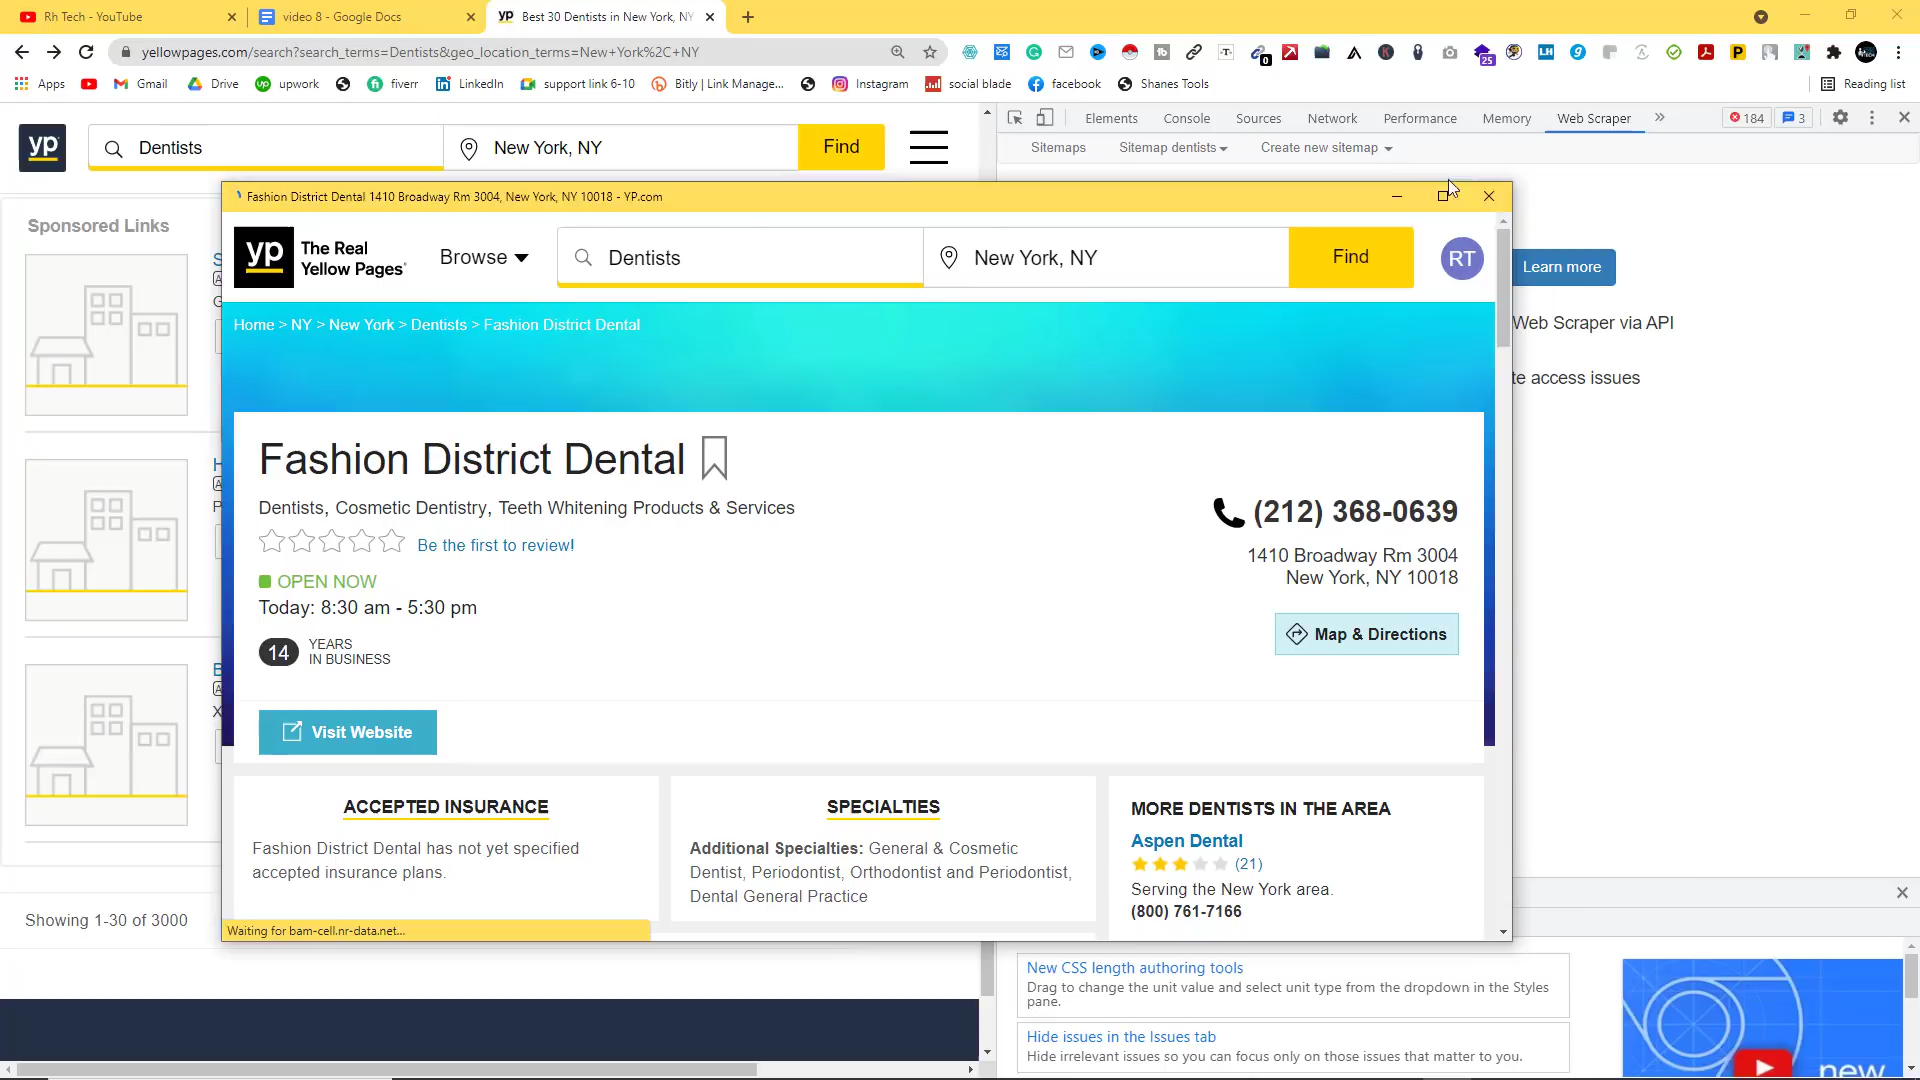 Rh Tech - YouTube
video 8 - Google Docs
Best 30 Dentists in New York, NY
yellowpages.com/search?search_terms=Dentists&geo_location_terms=New+York%2C+NY
Apps
Gmail
Drive
upwork
fiverr
LinkedIn
support link 6-10
Bitly | Link Manage...
Instagram
social blade
facebook
Shanes Tools
Reading list
yp
Dentists
New York, NY
Find
Elements
Console
Sources
Network
Performance
Memory
Web Scraper
184
3
Sitemaps
Sitemap dentists
Create new sitemap
Sponsored Links
Fashion District Dental 1410 Broadway Rm 3004, New York, NY 10018 - YP.com
yp
The Real
Yellow Pages
Browse
Dentists
New York, NY
Find
RT
Learn more
Web Scraper via API
te access issues
Home > NY > New York > Dentists > Fashion District Dental
Fashion District Dental
Dentists, Cosmetic Dentistry, Teeth Whitening Products & Services
Be the first to review!
OPEN NOW
Today: 8:30 am - 5:30 pm
14
YEARS
IN BUSINESS
(212) 368-0639
1410 Broadway Rm 3004
New York, NY 10018
Map & Directions
Visit Website
ACCEPTED INSURANCE
Fashion District Dental has not yet specified
accepted insurance plans.
SPECIALTIES
Additional Specialties: General & Cosmetic
Dentist, Periodontist, Orthodontist and Periodontist,
Dental General Practice
MORE DENTISTS IN THE AREA
Aspen Dental
(21)
Serving the New York area.
(800) 761-7166
Showing 1-30 of 3000
Waiting for bam-cell.nr-data.net...
New CSS length authoring tools
Drag to change the unit value and select unit type from the dropdown in the Styles
pane.
Hide issues in the Issues tab
Hide irrelevant issues so you can focus only on those issues that matter to you.
new